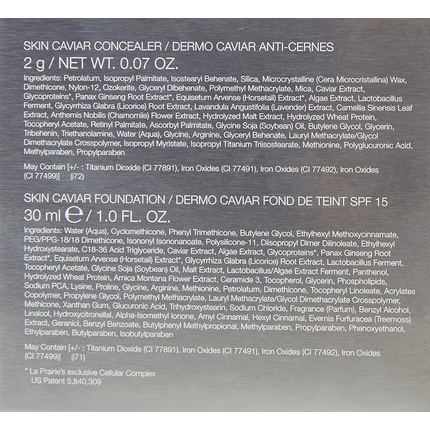 SKIN CAVIAR CONCEALER / DERMO CAVIAR ANTI-CERNES
2 g / NET WT. 0.07 OZ.
Ingredients: Petrolatum, Isopropyl Palmitate, Isostearyl Behenate, Silica, Microcrystalline (Cera Microcristallina) Wax,
Dimethicone, Nylon-12, Ozokerite, Glyceryl Dibehenate, Polymethyl Methacrylate, Mica, Caviar Extract,
Glycoproteins*, Panax Ginseng Root Extract*, Equisetum Arvense (Horsetail) Extract*, Algae Extract, Lactobacillus
Ferment, Glycyrrhiza Glabra (Licorice) Root Extract, Lavandula Angustifolia (Lavender) Extract, Camellia Sinensis Leaf
Extract, Anthemis Nobilis (Chamomile) Flower Extract, Hydrolyzed Malt Extract, Hydrolyzed Wheat Protein,
Tocopheryl Acetate, Retinyl Palmitate, Ascorbyl Palmitate, Glycine Soja (Soybean) Oil, Butylene Glycol, Glycerin,
Tribehenin, Triethanolamine, Water (Aqua), Glycine, Arginine, Glyceryl Behenate, Lauryl Methacrylate/Glycol
Dimethacrylate Crosspolymer, Isopropyl Myristate, Isopropyl Titanium Triisostearate, Methionine, Polyglucuronic Acid,
Methylparaben, Propylparaben
May Contain [+/- : Titanium Dioxide (CI 77891), Iron Oxides (CI 77491), Iron Oxides (CI 77492), Iron Oxides
(CI 77499)] (i72)
SKIN CAVIAR FOUNDATION / DERMO CAVIAR FOND DE TEINT SPF 15
30 ml ℮ / 1.0 FL. OZ.
Ingredients: Water (Aqua), Cyclomethicone, Phenyl Trimethicone, Butylene Glycol, Ethylhexyl Methoxycinnamate,
PEG/PPG-18/18 Dimethicone, Isononyl Isononanoate, Polysilicone-11, Diisopropyl Dimer Dilinoleate, Ethylhexyl
Hydroxystearate, C18-36 Acid Triglyceride, Caviar Extract, Algae Extract, Glycoproteins*, Panax Ginseng Root
Extract*, Equisetum Arvense (Horsetail) Extract*, Glycyrrhiza Glabra (Licorice) Root Extract, Lactobacillus Ferment,
Tocopheryl Acetate, Glycine Soja (Soybean) Oil, Malt Extract, Lactobacillus/Algae Extract Ferment, Panthenol,
Hydrolyzed Wheat Protein, Arnica Montana Flower Extract, Ceramide 3, Tocopherol, Glycerin, Phospholipids,
Sodium PCA, Lysine, Proline, Glycine, Arginine, Methionine, Petrolatum, Dimethicone, Tocopheryl Linoleate, Acrylates
Copolymer, Propylene Glycol, Polymethyl Methacrylate, Lauryl Methacrylate/Glycol Dimethacrylate Crosspolymer,
Methicone, Xanthan Gum, Glucuronic Acid, Trihydroxystearin, Sodium Chloride, Fragrance (Parfum), Benzyl Alcohol,
Linalool, Hydroxycitronellal, Alpha-Isomethyl Ionone, Amyl Cinnamal, Hexyl Cinnamal, Evernia Furfuracea (Treemoss)
Extract, Geraniol, Benzyl Benzoate, Butylphenyl Methylpropional, Methylparaben, Propylparaben, Phenoxyethanol,
Ethylparaben, Butylparaben, Isobutylparaben
May Contain [+/- : Titanium Dioxide (CI 77891), Iron Oxides (CI 77491), Iron Oxides (CI 77492), Iron Oxides
(CI 77499)] (i71)
* La Prairie's exclusive Cellular Complex
US Patent 5,840,309